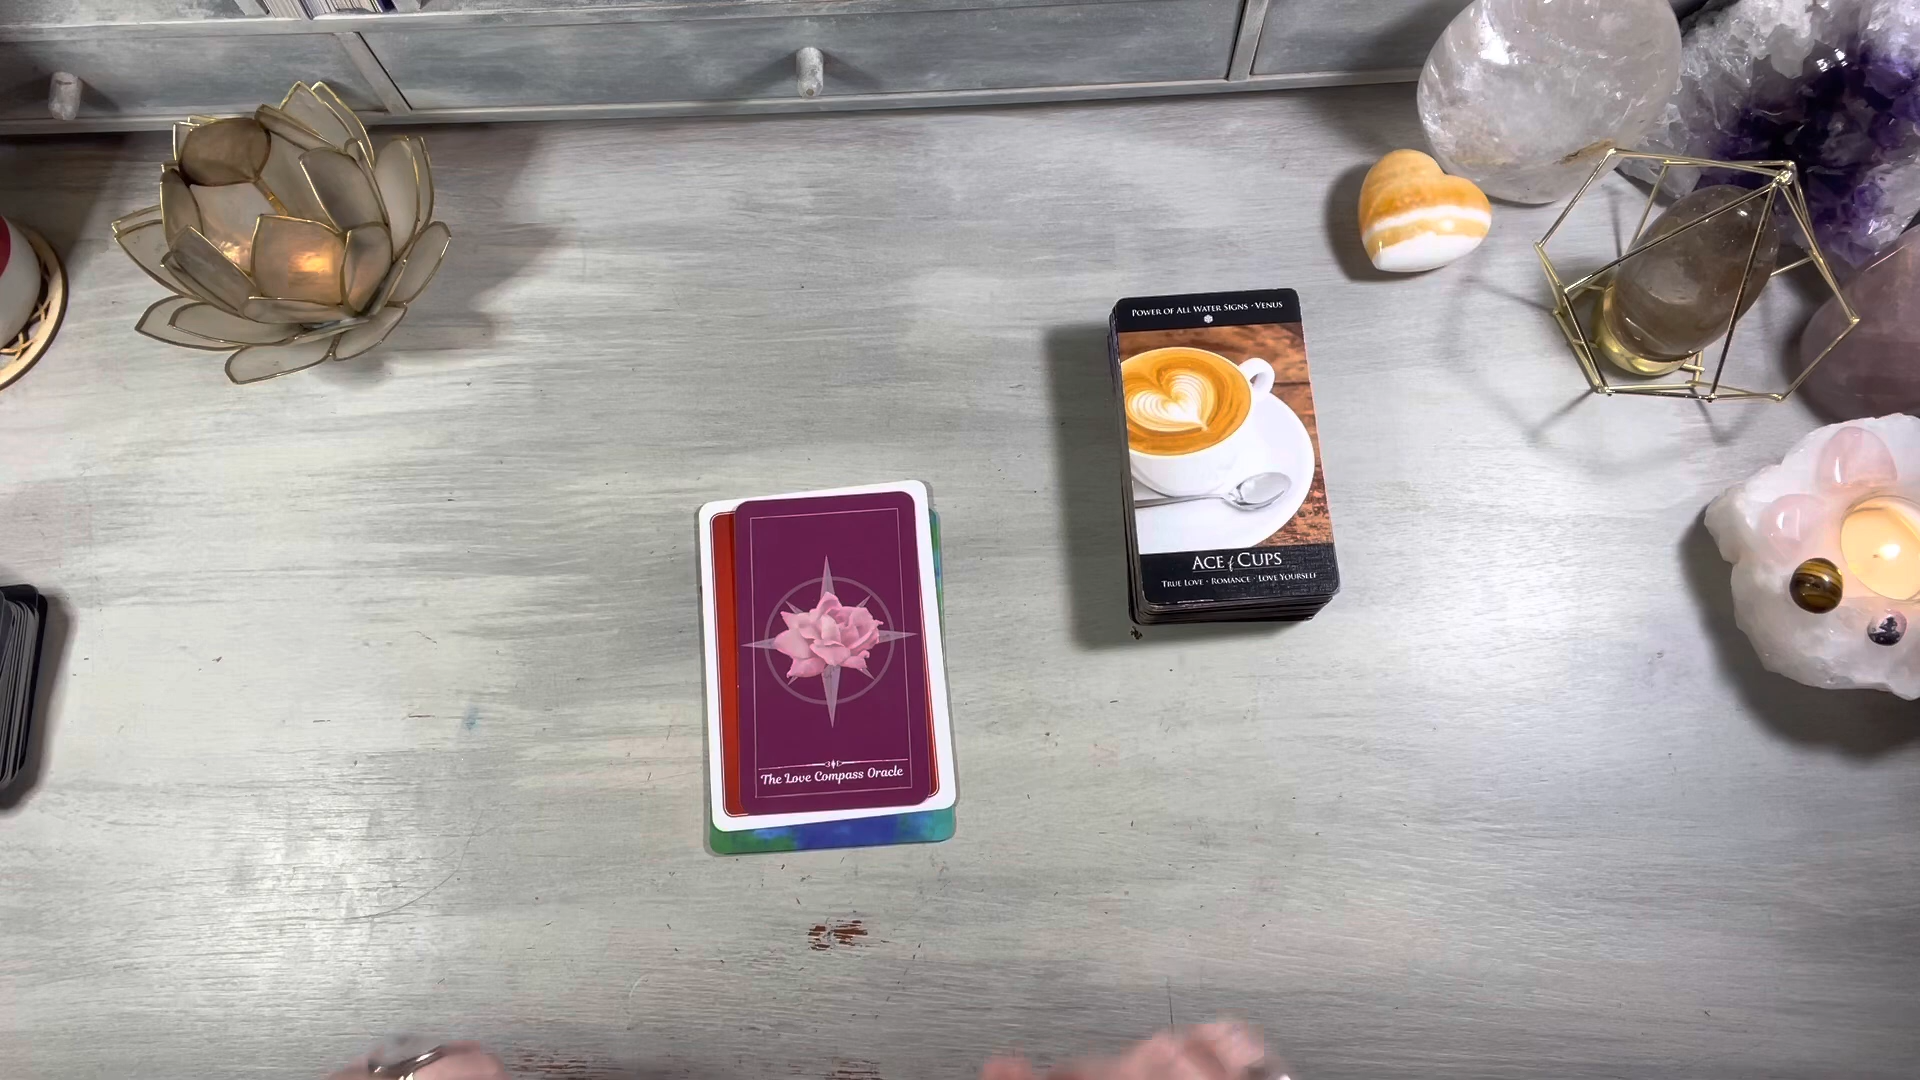 POWER OF ALL WATER SIGNS · VENUS
ACE of CUPS
TRUE LOVE · ROMANCE · LOVE YOURSELF
The Love Compass Oracle